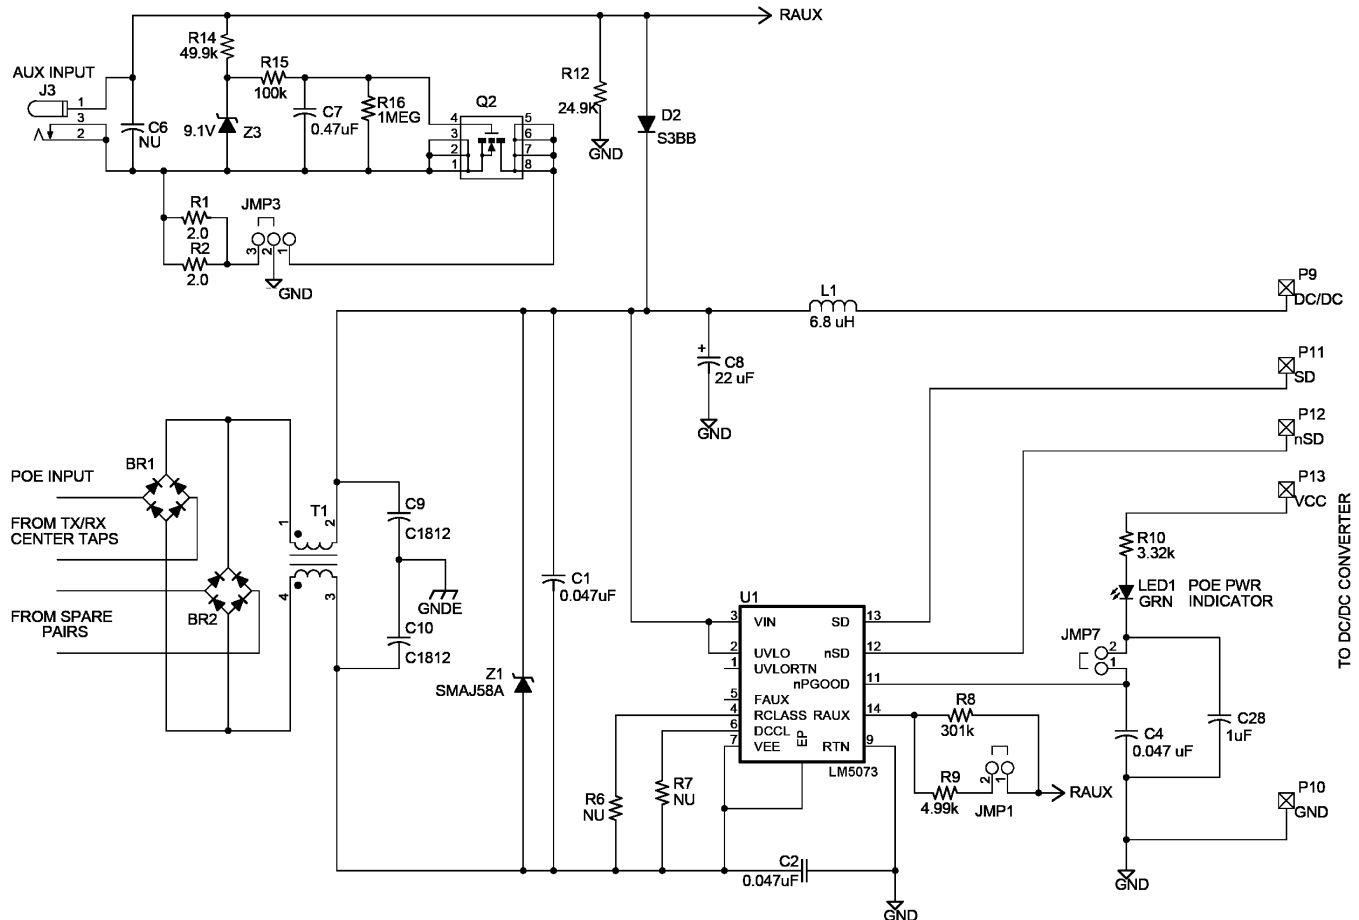 RAUX
R14
49.9k
AUX INPUT
J3
1
3
2
C6
NU
9.1V
Z3
R15
100k
C7
0.47uF
R16
1MEG
Q2
4
3
2
1
5
6
7
8
R12
24.9K
GND
D2
S3BB
R1
2.0
R2
2.0
JMP3
3
2
1
GND
L1
6.8 uH
P9
DC/DC
+
C8
22 uF
GND
P11
SD
P12
nSD
P13
VCC
POE INPUT
BR1
FROM TX/RX
CENTER TAPS
FROM SPARE
PAIRS
BR2
T1
1
2
4
3
C9
C1812
GNDE
C10
C1812
C1
0.047uF
Z1
SMAJ58A
U1
3
VIN
2
UVLO
1
UVLORTN
5
FAUX
4
RCLASS
6
DCCL
7
VEE
EP
SD
13
nSD
12
nPGOOD
11
RAUX
14
RTN
9
LM5073
R6
NU
R7
NU
C2
0.047uF
GND
R8
301k
R9
4.99k
2
1
JMP1
RAUX
R10
3.32k
LED1
GRN
POE PWR
INDICATOR
JMP7
2
1
C4
0.047 uF
C28
1uF
P10
GND
GND
TO DC/DC CONVERTER